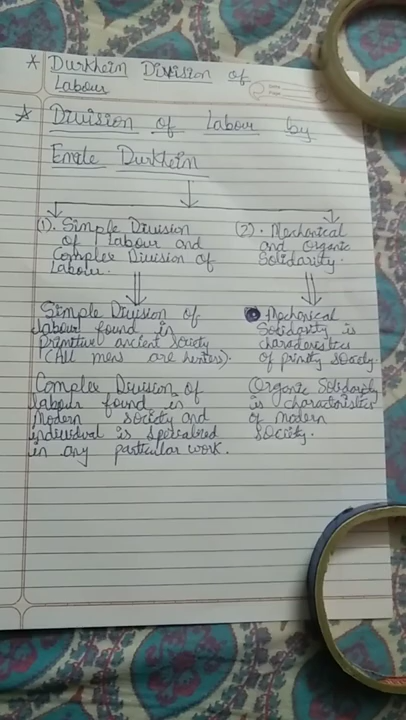 * Durkheim Division of
Labour
* Division of Labour by
Emile Durkheim
(1). Simple Division
of Labour and
Complex Division of
Labour.
(2). Mechanical
and Organic
Solidarity.
Simple Division of
labour found in
Primitive ancient society
(All men are hunters).
Complex Division of
labour found in
Modern society and
individual is specialized
in any particular work.
Mechanical
Solidarity is
characteristics
of primity society.
Organic Solidarity
is characteristics
of modern
society.